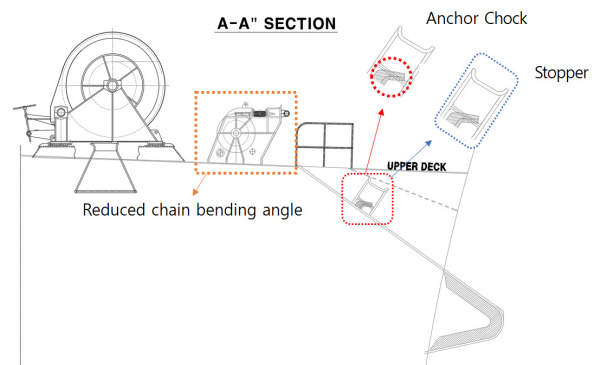 A-A" SECTION
Anchor Chock
Stopper
UPPER DECK
Reduced chain bending angle